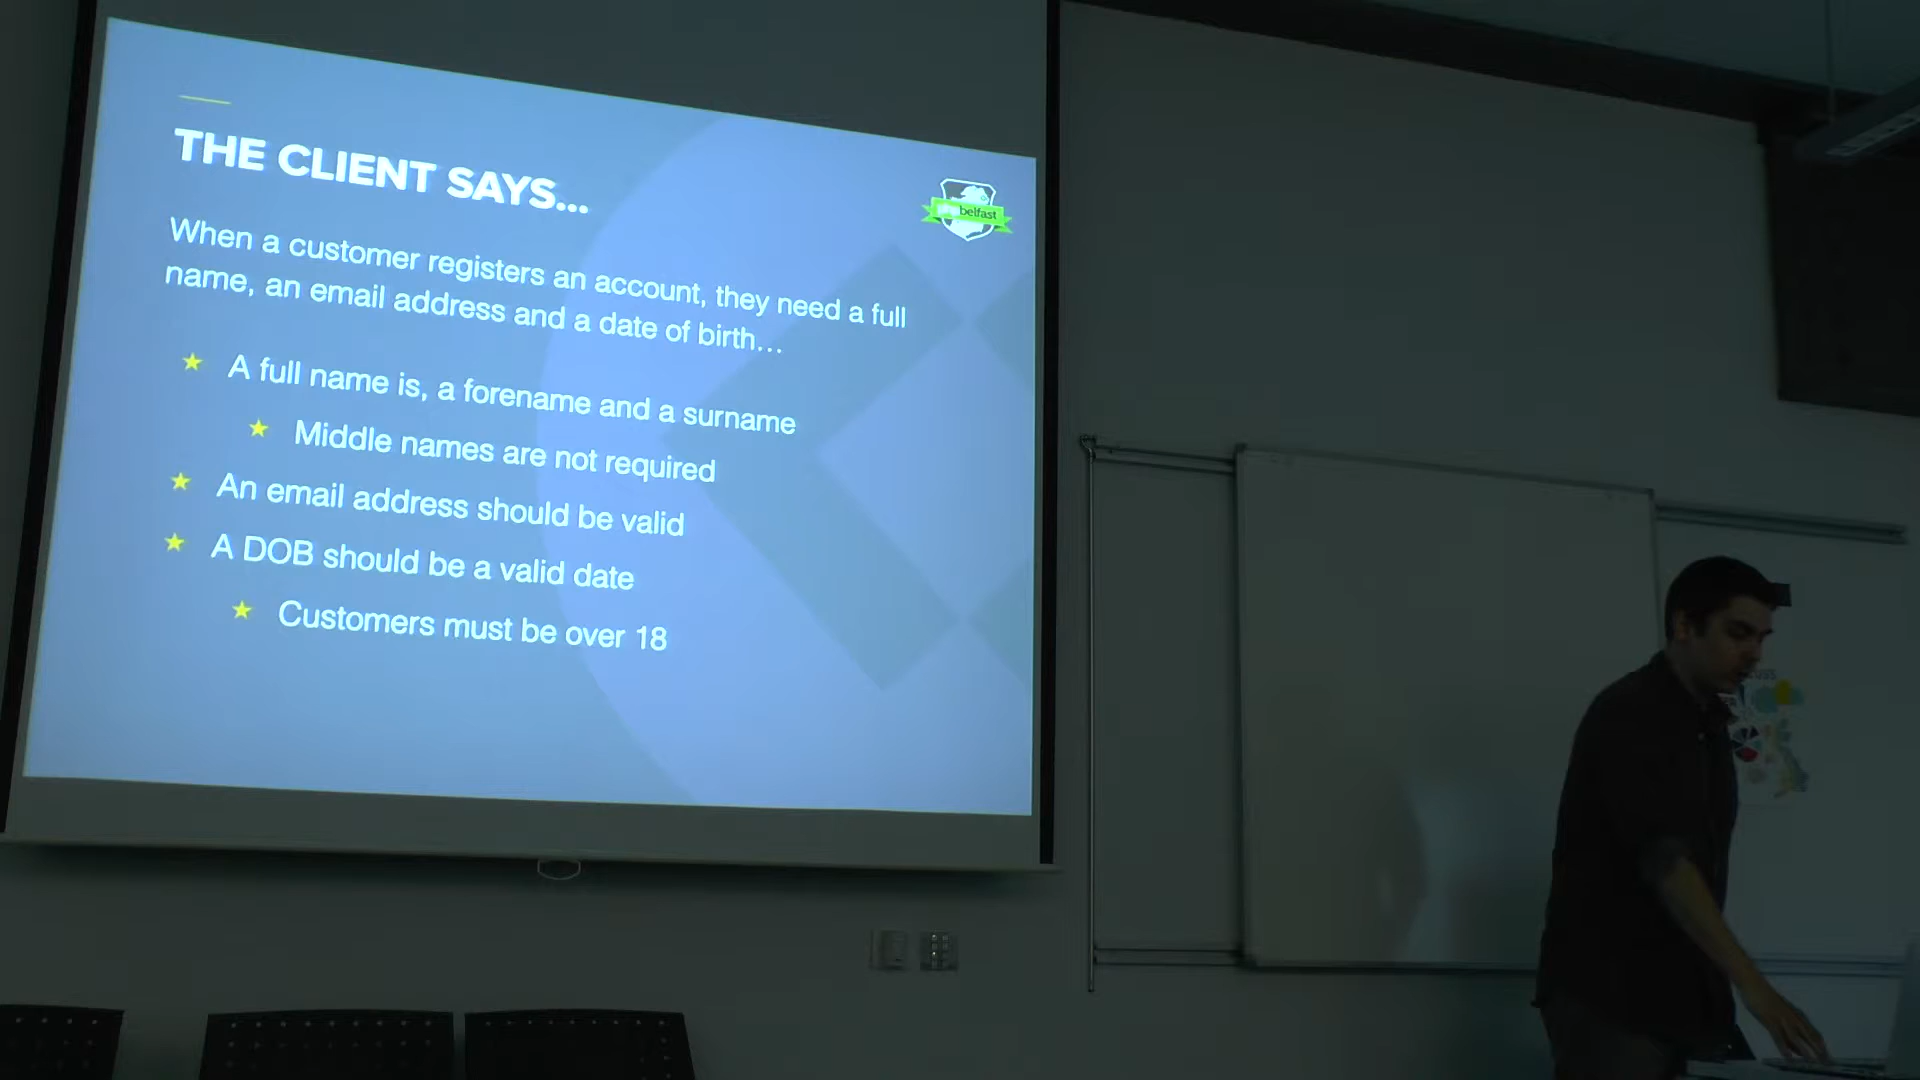 THE CLIENT SAYS...
belfast
When a customer registers an account, they need a full
name, an email address and a date of birth...
A full name is, a forename and a surname
Middle names are not required
An email address should be valid
A DOB should be a valid date
Customers must be over 18